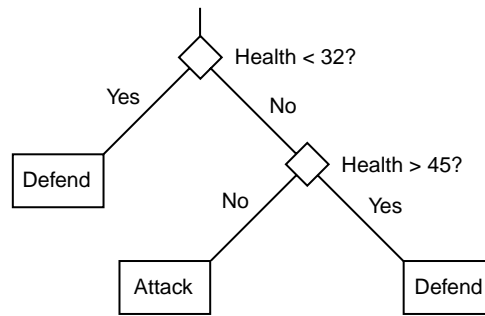 Health < 32?
Yes
No
Defend
Health > 45?
No
Yes
Attack
Defend